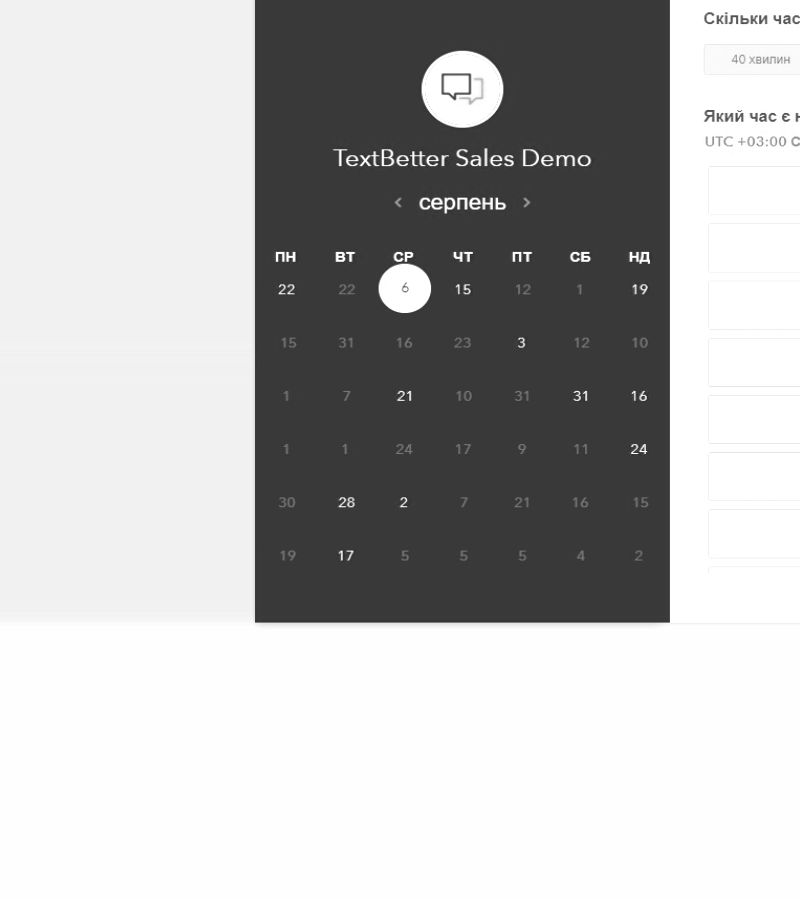 TextBetter Sales Demo
серпень
ПН ВТ СР ЧТ ПТ СБ НД
22 22 6 15 12 1 19
15 31 16 23 3 12 10
1 7 21 10 31 31 16
1 1 24 17 9 11 24
30 28 2 7 21 16 15
19 17 5 5 5 4 2
Скільки час
40 хвилин
Який час є н
UTC +03:00 С